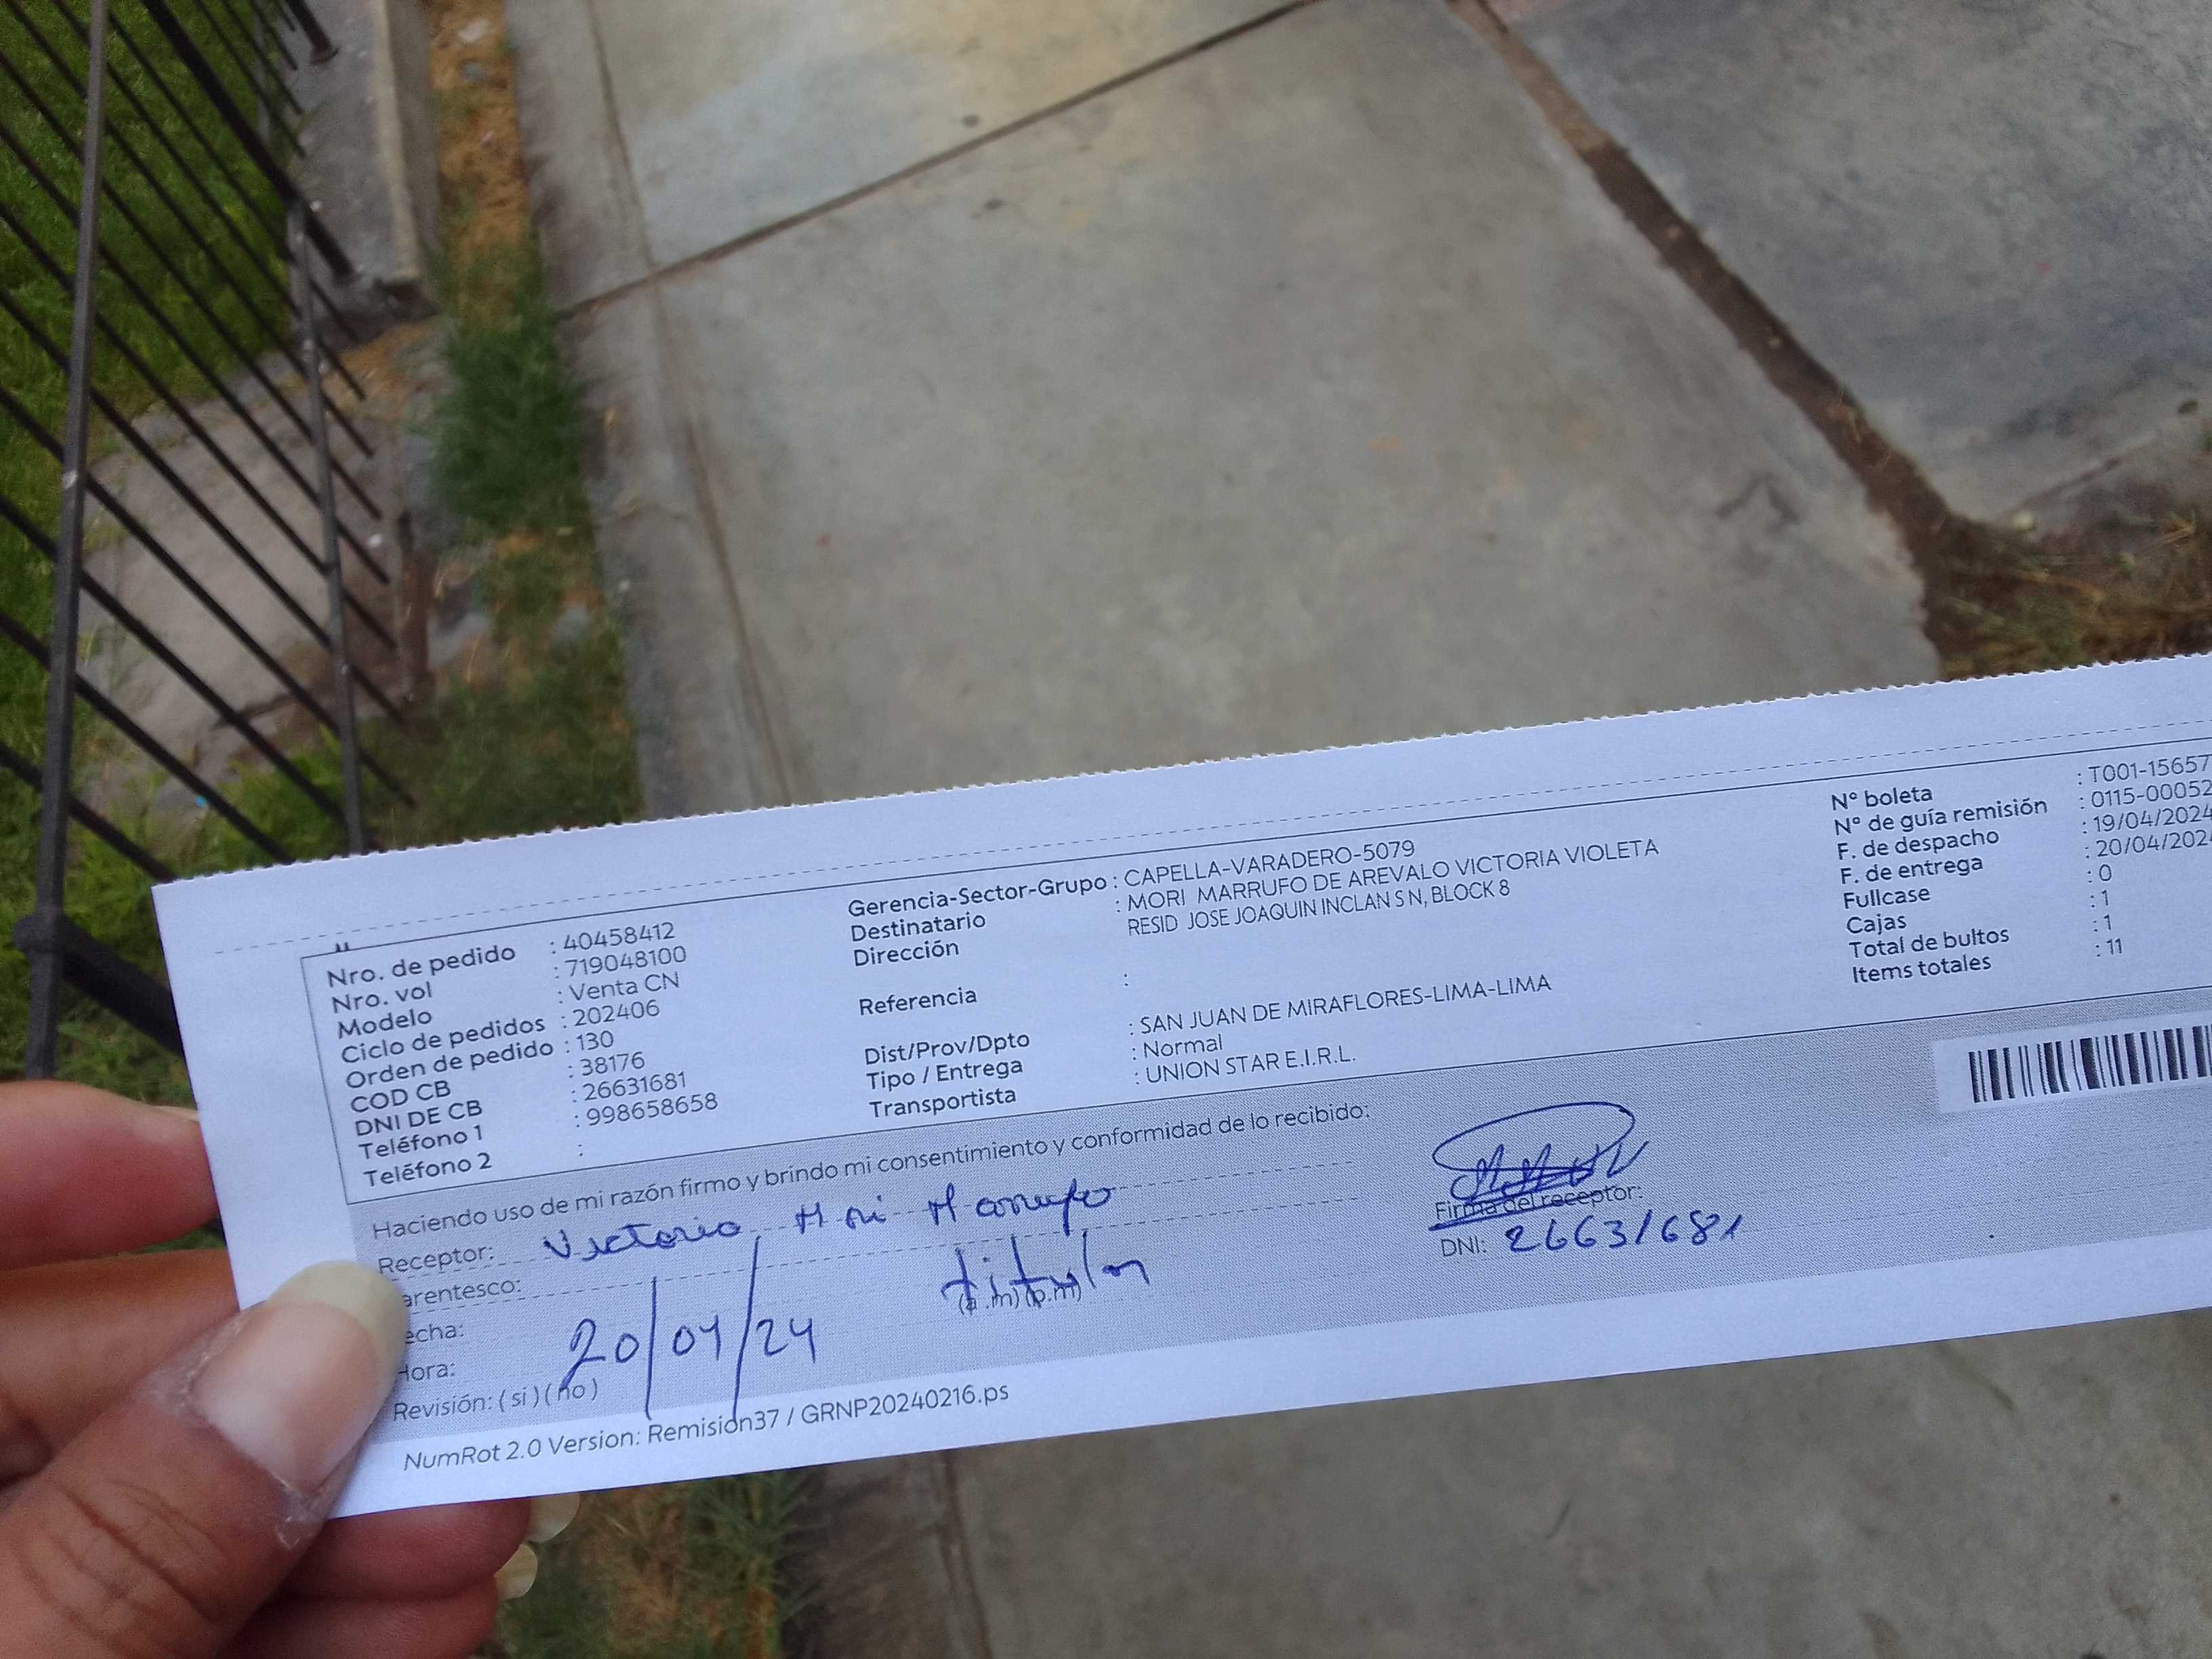 Nro. de pedido : 40458412
Nro. vol : 719048100
Modelo : Venta CN
Ciclo de pedidos : 202406
Orden de pedido : 130
COD CB : 38176
DNI DE CB : 26631681
Teléfono 1 : 998658658
Teléfono 2 :
Gerencia-Sector-Grupo : CAPELLA-VARADERO-5079
Destinatario : MORI MARRUFO DE AREVALO VICTORIA VIOLETA
Dirección RESID JOSE JOAQUIN INCLAN S N, BLOCK 8
Referencia :
Dist/Prov/Dpto : SAN JUAN DE MIRAFLORES-LIMA-LIMA
Tipo / Entrega : Normal
Transportista : UNION STAR E.I.R.L.
N° boleta : T001-15657
N° de guía remisión : 0115-00052
F. de despacho : 19/04/2024
F. de entrega : 20/04/202
Fullcase : 0
Cajas : 1
Total de bultos : 1
Items totales : 11
Haciendo uso de mi razón firmo y brindo mi consentimiento y conformidad de lo recibido:
Receptor: Victoria Mori Marrufo
arentesco: titular
echa: 20/04/24
Hora: (a.m)(p.m)
Revisión: ( si ) ( no )
Firma del receptor:
DNI: 26631681
NumRot 2.0 Version: Remision37 / GRNP20240216.ps